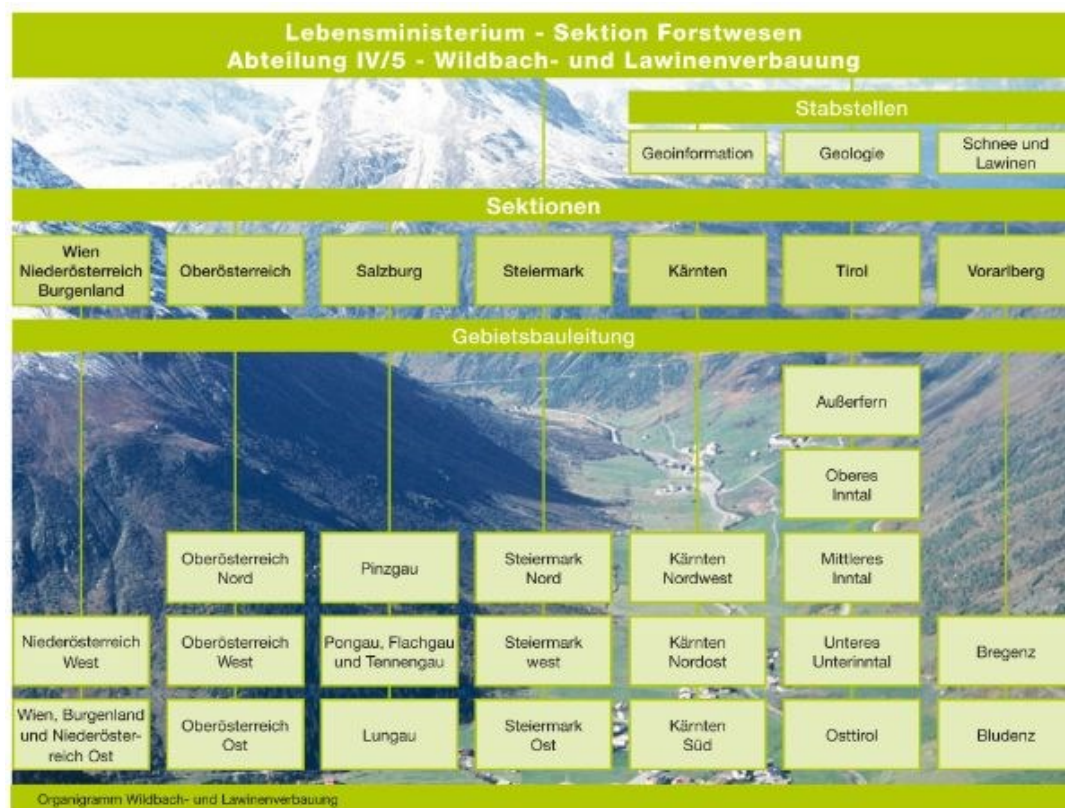 Lebensministerium - Sektion Forstwesen
Abteilung IV/5 - Wildbach- und Lawinenverbauung
Stabstellen
Geoinformation
Geologie
Schnee und
Lawinen
Sektionen
Wien
Niederösterreich
Burgenland
Oberösterreich
Salzburg
Steiermark
Kärnten
Tirol
Vorarlberg
Gebietsbauleitung
Außerfern
Oberes
Inntal
Oberösterreich
Nord
Pinzgau
Steiermark
Nord
Kärnten
Nordwest
Mittleres
Inntal
Niederösterreich
West
Oberösterreich
West
Pongau, Flachgau
und Tennengau
Steiermark
west
Kärnten
Nordost
Unteres
Unterinntal
Bregenz
Wien, Burgenland
und Niederöster-
reich Ost
Oberösterreich
Ost
Lungau
Steiermark
Ost
Kärnten
Süd
Osttirol
Bludenz
Organigramm Wildbach- und Lawinenverbauung